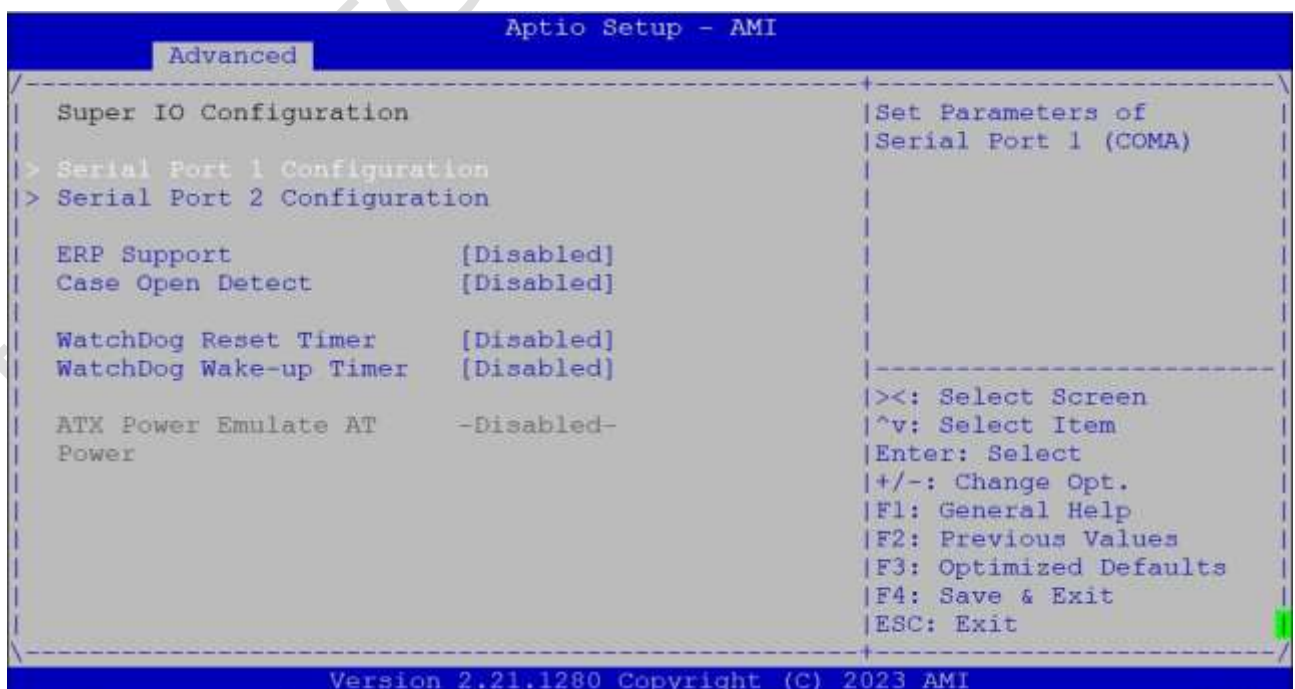 Aptio Setup - AMI
Advanced
Super IO Configuration
> Serial Port 1 Configuration
> Serial Port 2 Configuration
ERP Support [Disabled]
Case Open Detect [Disabled]
WatchDog Reset Timer [Disabled]
WatchDog Wake-up Timer [Disabled]
ATX Power Emulate AT -Disabled-
Power
Set Parameters of
Serial Port 1 (COMA)
><: Select Screen
^v: Select Item
Enter: Select
+/-: Change Opt.
F1: General Help
F2: Previous Values
F3: Optimized Defaults
F4: Save & Exit
ESC: Exit
Version 2.21.1280 Copyright (C) 2023 AMI